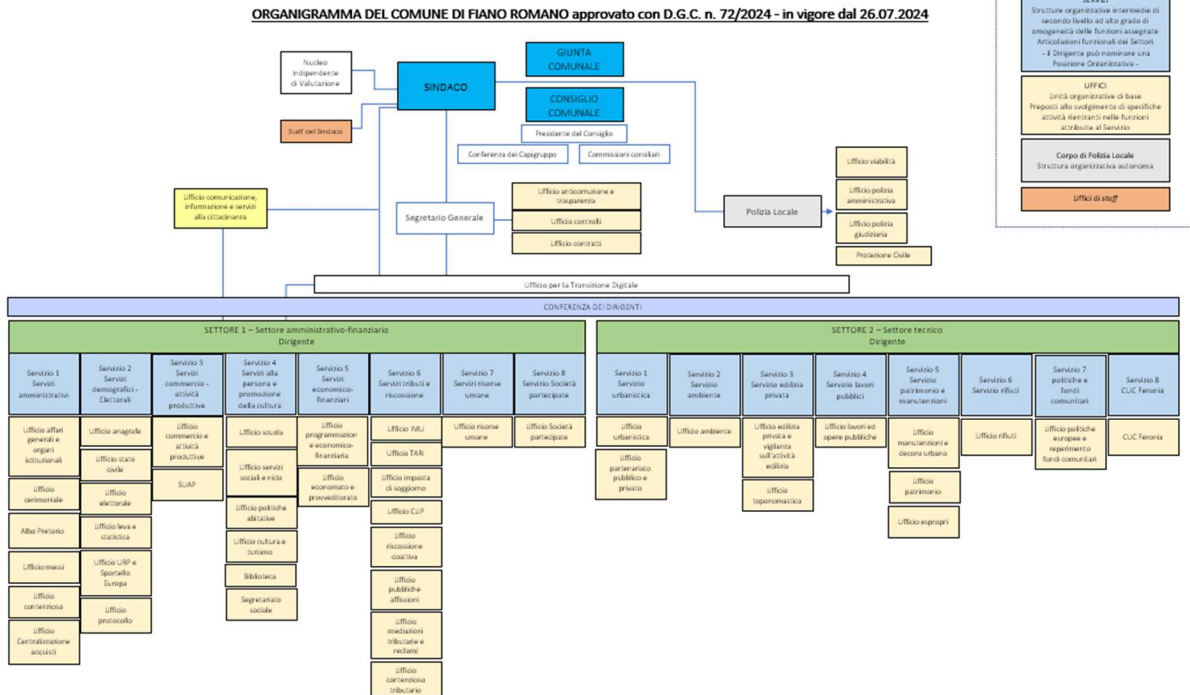 ORGANIGRAMMA DEL COMUNE DI FIANO ROMANO approvato con D.G.C. n. 72/2024 - in vigore dal 26.07.2024
SERVIZI
Strutture organizzative intermedie di
secondo livello ad alto grado di
omogeneità delle funzioni assegnate
Articolazioni funzionali dei Settori
- il Dirigente può nominare una
Posizione Organizzativa -
UFFICI
Unità organizzative di base
Preposti allo svolgimento di specifiche
attività rientranti nelle funzioni
attribuite al Servizio
Corpo di Polizia Locale
Struttura organizzativa autonoma
Uffici di staff
Nucleo
Indipendente
di Valutazione
Staff del Sindaco
SINDACO
GIUNTA
COMUNALE
CONSIGLIO
COMUNALE
Presidente del Consiglio
Conferenza dei Capigruppo
Commissioni consiliari
Ufficio comunicazione,
informazione e servizi
alla cittadinanza
Segretario Generale
Ufficio anticorruzione e
trasparenza
Ufficio controlli
Ufficio contratti
Polizia Locale
Ufficio viabilità
Ufficio polizia
amministrativa
Ufficio polizia
giudiziaria
Protezione Civile
Ufficio per la Transizione Digitale
CONFERENZA DEI DIRIGENTI
SETTORE 1 – Settore amministrativo-finanziario
Dirigente
Servizio 1
Servizi
amministrativi
Ufficio affari
generali e
organi
istituzionali
Ufficio
cerimoniale
Albo Pretorio
Ufficio messi
Ufficio
contenzioso
Ufficio
Centralizzazione
acquisti
Servizio 2
Servizi
demografici -
Elettorali
Ufficio anagrafe
Ufficio stato
civile
Ufficio
elettorale
Ufficio leva e
statistica
Ufficio URP e
Sportello
Europa
Ufficio
protocollo
Servizio 3
Servizi
commercio -
attività
produttive
Ufficio
commercio e
attività
produttive
SUAP
Servizio 4
Servizi alla
persona e
promozione
della cultura
Ufficio scuola
Ufficio servizi
sociali e nido
Ufficio politiche
abitative
Ufficio cultura e
turismo
Biblioteca
Segretariato
sociale
Servizio 5
Servizi
economico-
finanziari
Ufficio
programmazion
e economico-
finanziaria
Ufficio
economato e
provveditorato
Servizio 6
Servizi tributi e
riscossione
Ufficio IMU
Ufficio TARI
Ufficio imposta
di soggiorno
Ufficio CUP
Ufficio
riscossione
coattiva
Ufficio
pubbliche
affissioni
Ufficio
mediazioni
tributarie e
reclami
Ufficio
contenzioso
tributario
Servizio 7
Servizi risorse
umane
Ufficio risorse
umane
Servizio 8
Servizio Società
partecipate
Ufficio Società
partecipate
SETTORE 2 – Settore tecnico
Dirigente
Servizio 1
Servizio
urbanistica
Ufficio
urbanistica
Ufficio
partenariato
pubblico e
privato
Servizio 2
Servizio
ambiente
Ufficio ambiente
Servizio 3
Servizio edilizia
privata
Ufficio edilizia
privata e
vigilanza
sull'attività
edilizia
Ufficio
toponomastica
Servizio 4
Servizio lavori
pubblici
Ufficio lavori ed
opere pubbliche
Servizio 5
Servizio
patrimonio e
manutenzioni
Ufficio
manutenzioni e
decoro urbano
Ufficio
patrimonio
Ufficio espropri
Servizio 6
Servizio rifiuti
Ufficio rifiuti
Servizio 7
politiche e
fondi
comunitari
Ufficio politiche
europee e
reperimento
fondi comunitari
Servizio 8
CUC Feronia
CUC Feronia